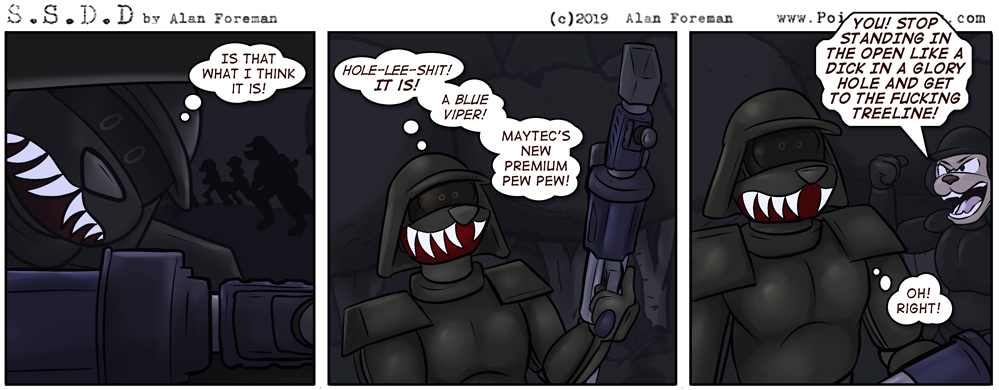 S.S.D.D by Alan Foreman
(c)2019 Alan Foreman
www.Poi
.com
IS THAT
WHAT I THINK
IT IS!
HOLE-LEE-SHIT!
IT IS!
A BLUE
VIPER!
MAYTEC'S
NEW
PREMIUM
PEW PEW!
YOU! STOP
STANDING IN
THE OPEN LIKE A
DICK IN A GLORY
HOLE AND GET
TO THE FUCKING
TREELINE!
OH!
RIGHT!